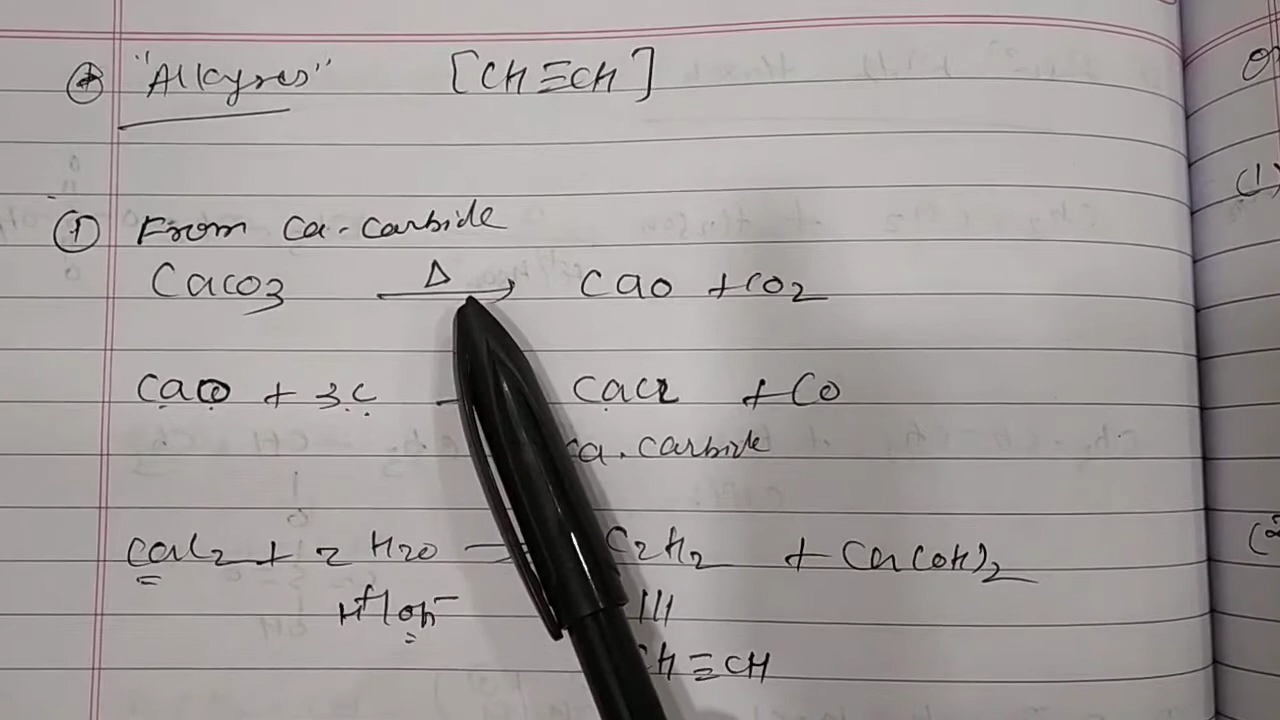 "Alkynes" [CH≡CH]
① From Ca-carbide
CaCO3 Δ→ CaO + CO2
CaO + 3C CaC2 + CO
Ca. carbide
CaC2 + 2 H2O → C2H2 + Ca(OH)2
H+|OH- |||
CH≡CH
(1)